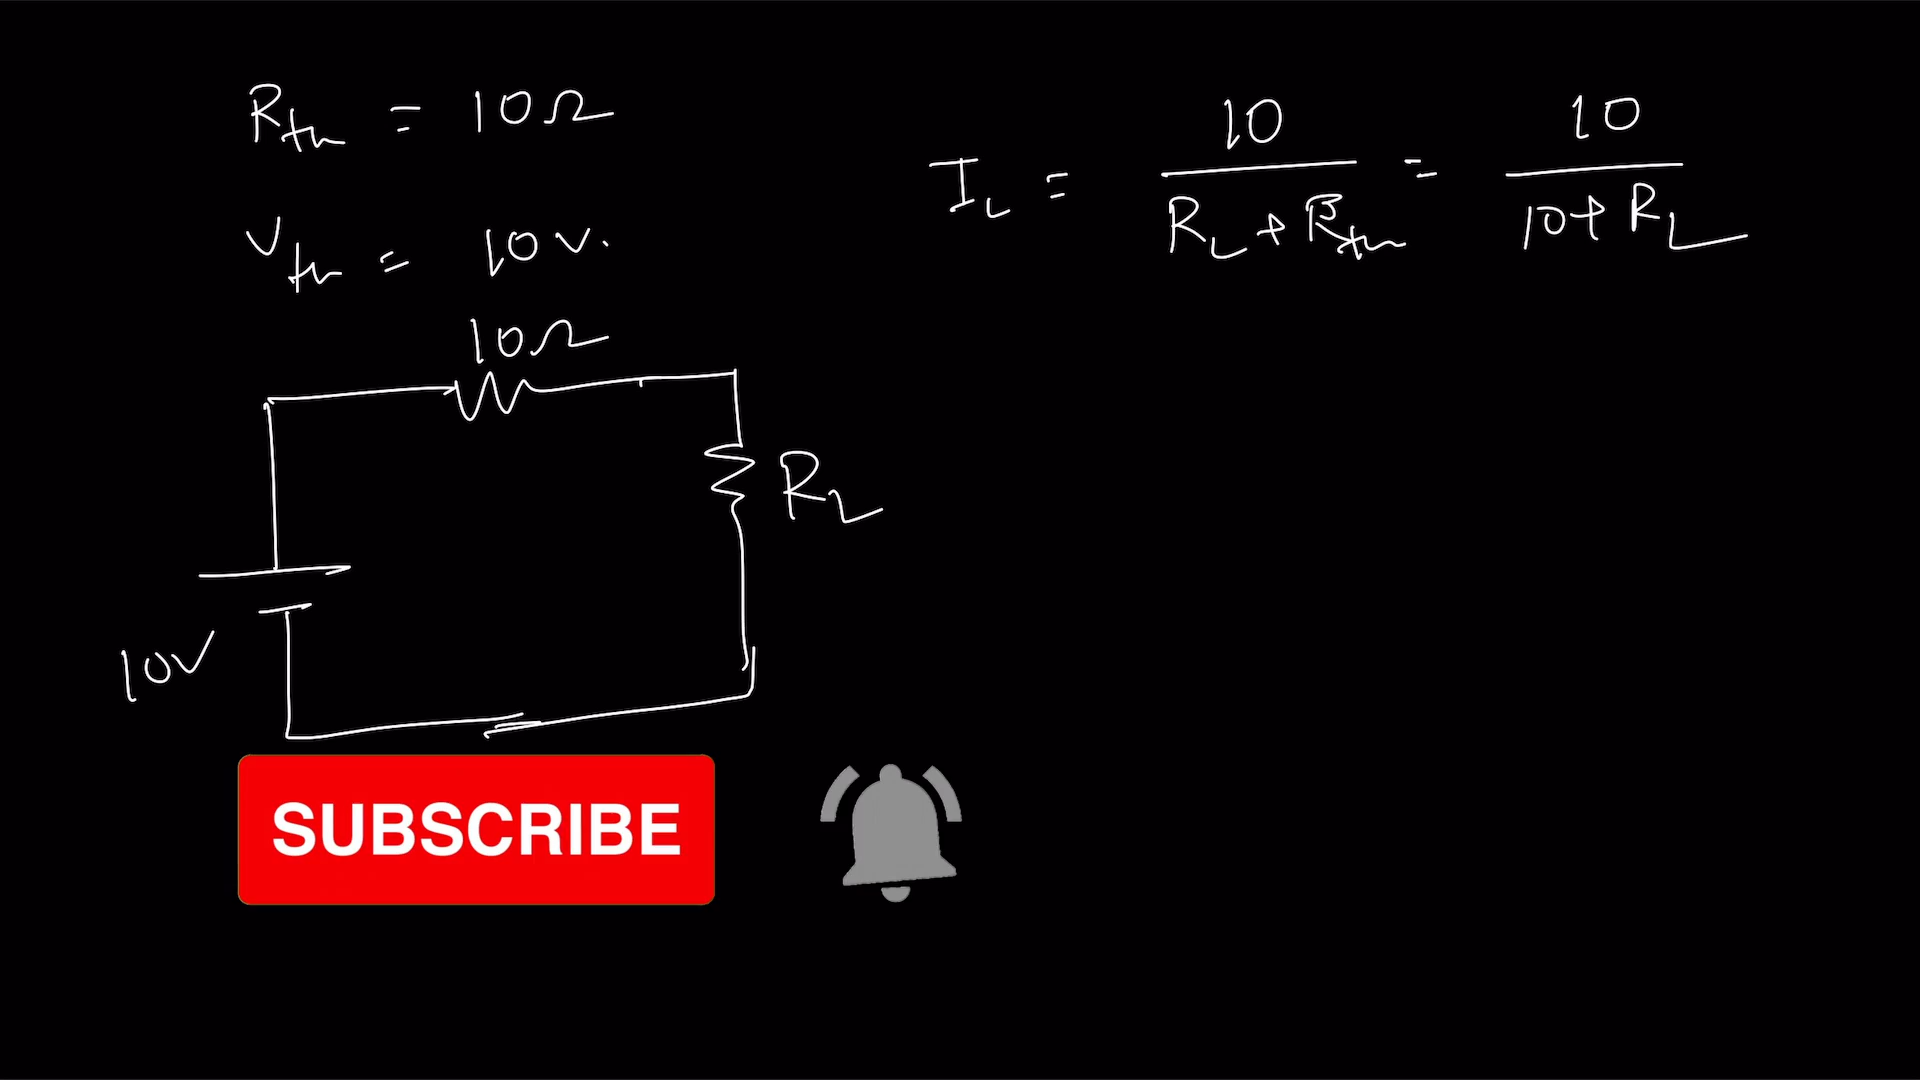 Rth = 10Ω
Vth = 10V.
IL = 10 / (RL + Rth) = 10 / (10 + RL)
10Ω
RL
10V
SUBSCRIBE